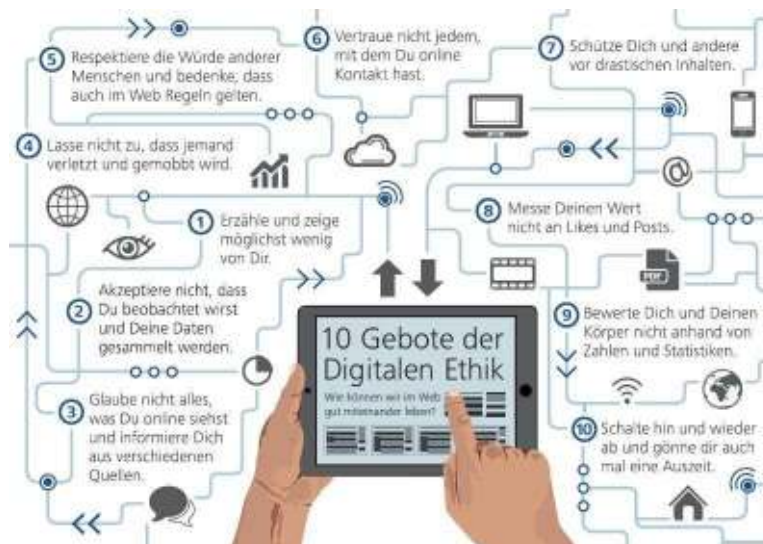 10 Gebote der
Digitalen Ethik
Wie können wir im Web
gut miteinander leben?
1 Erzähle und zeige
möglichst wenig
von Dir.
2 Akzeptiere nicht, dass
Du beobachtet wirst
und Deine Daten
gesammelt werden.
3 Glaube nicht alles,
was Du online siehst
und informiere Dich
aus verschiedenen
Quellen.
4 Lasse nicht zu, dass jemand
verletzt und gemobbt wird.
5 Respektiere die Würde anderer
Menschen und bedenke, dass
auch im Web Regeln gelten.
6 Vertraue nicht jedem,
mit dem Du online
Kontakt hast.
7 Schütze Dich und andere
vor drastischen Inhalten.
8 Messe Deinen Wert
nicht an Likes und Posts.
9 Bewerte Dich und Deinen
Körper nicht anhand von
Zahlen und Statistiken.
10 Schalte hin und wieder
ab und gönne dir auch
mal eine Auszeit.
@
PDF